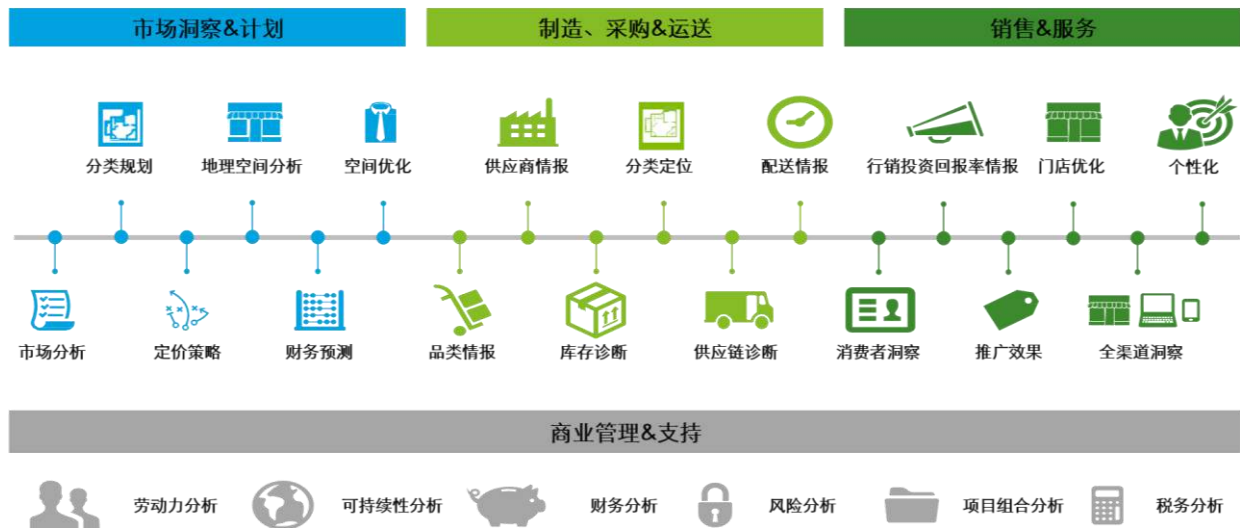 市场洞察&计划
制造、采购&运送
销售&服务
分类规划
地理空间分析
空间优化
供应商情报
分类定位
配送情报
行销投资回报率情报
门店优化
个性化
市场分析
定价策略
财务预测
品类情报
库存诊断
供应链诊断
消费者洞察
推广效果
全渠道洞察
商业管理&支持
劳动力分析
可持续性分析
财务分析
风险分析
项目组合分析
税务分析